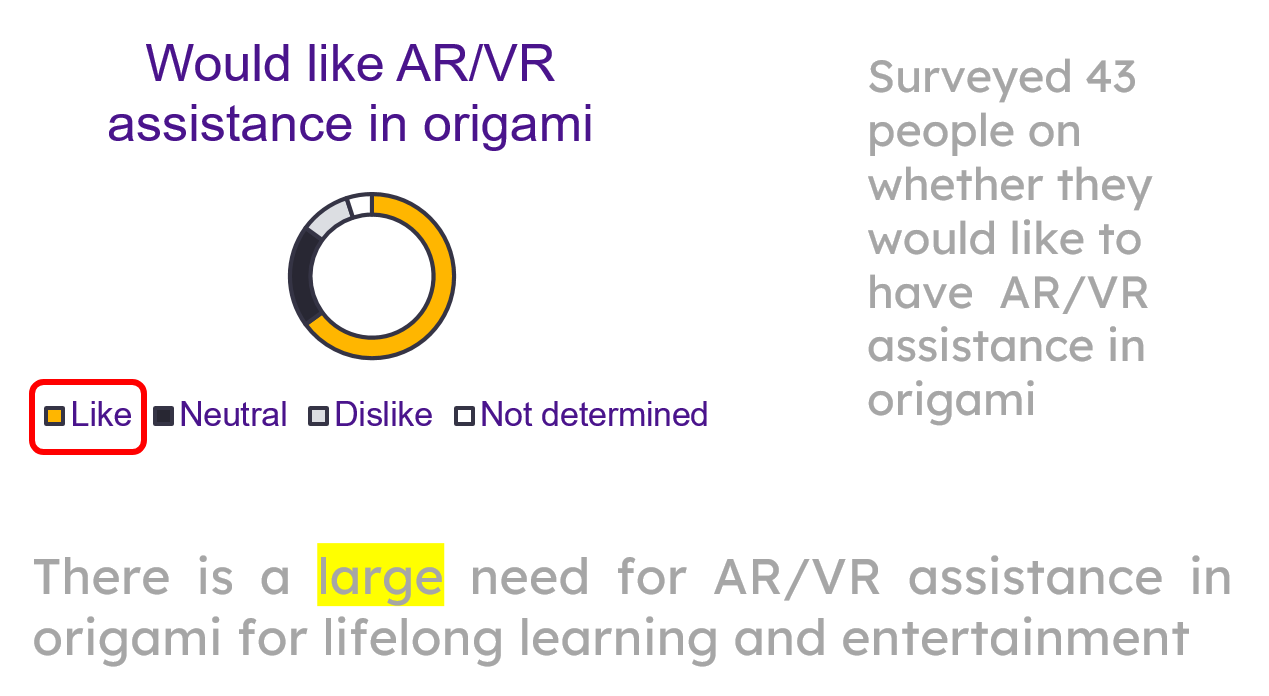 Would like AR/VR
assistance in origami
Like Neutral Dislike Not determined
Surveyed 43
people on
whether they
would like to
have AR/VR
assistance in
origami
There is a large need for AR/VR assistance in
origami for lifelong learning and entertainment